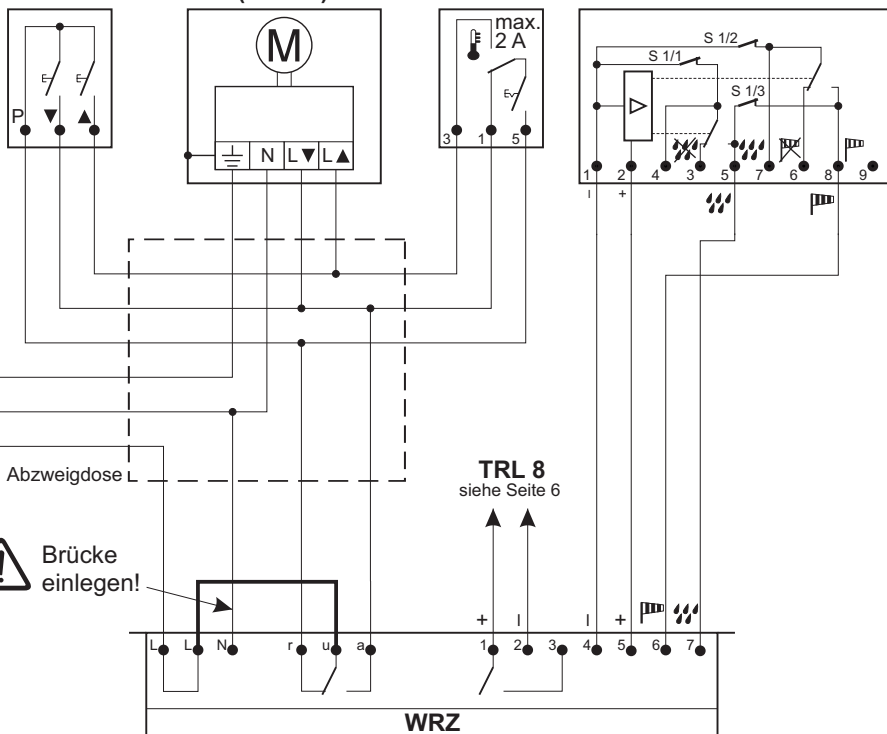 M
max.
2 A
S 1/2
S 1/1
S 1/3
P ▼ ▲
N L▼ L▲
3 1 5
1 2 4 3 5 7 6 8 9
– +
Abzweigdose
TRL 8
siehe Seite 6
Brücke
einlegen!
+ – – +
L L N r u a 1 2 3 4 5 6 7
WRZ